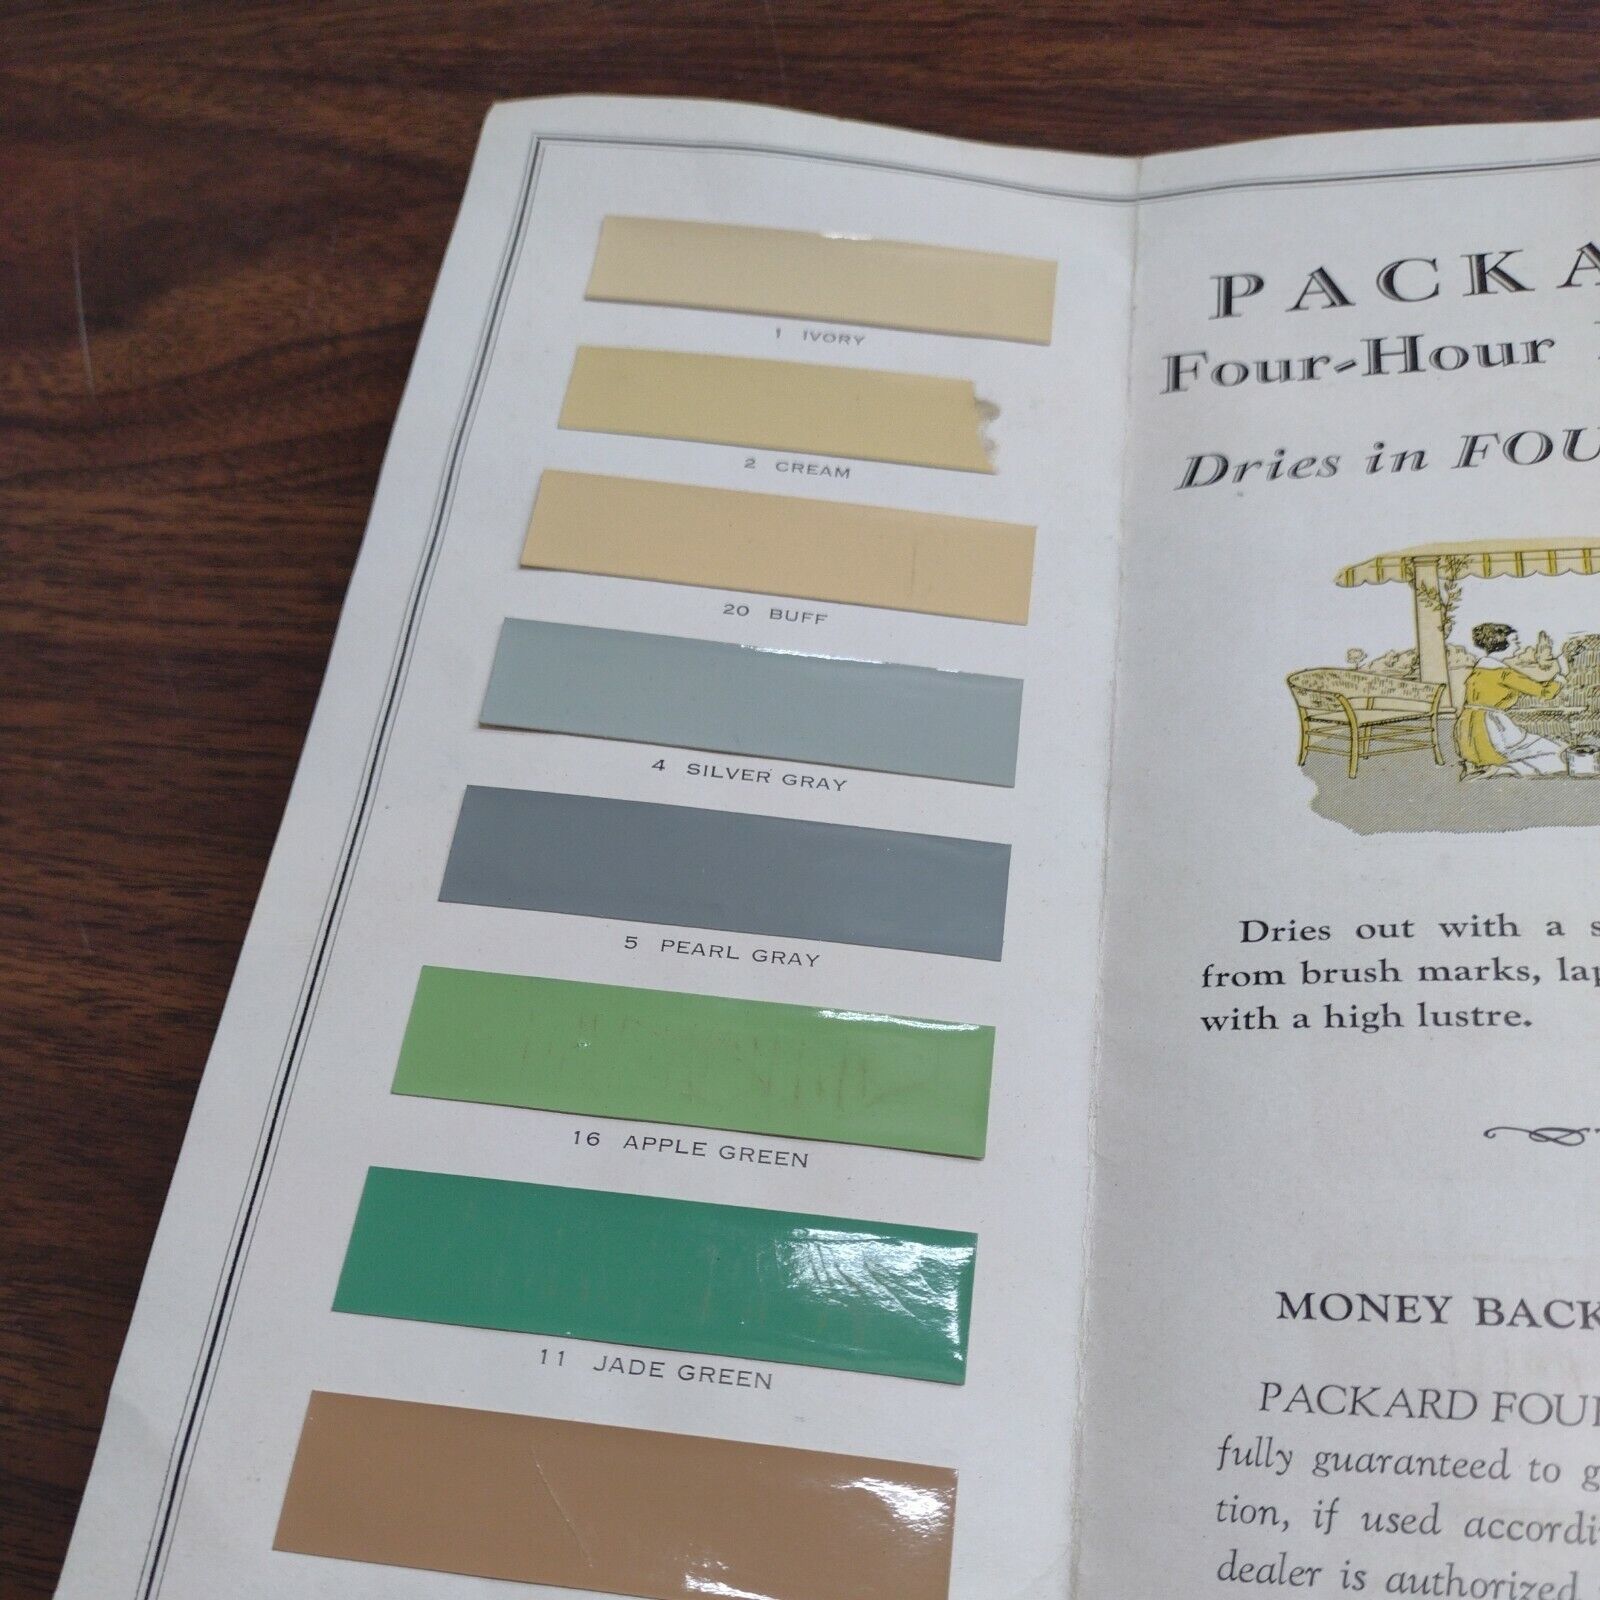 1 IVORY
2 CREAM
20 BUFF
4 SILVER GRAY
5 PEARL GRAY
16 APPLE GREEN
11 JADE GREEN
PACKA
Four-Hour
Dries in FOU
Dries out with a s
from brush marks, lap
with a high lustre.
MONEY BACK
PACKARD FOUR
fully guaranteed to g
tion, if used accordi
dealer is authorized